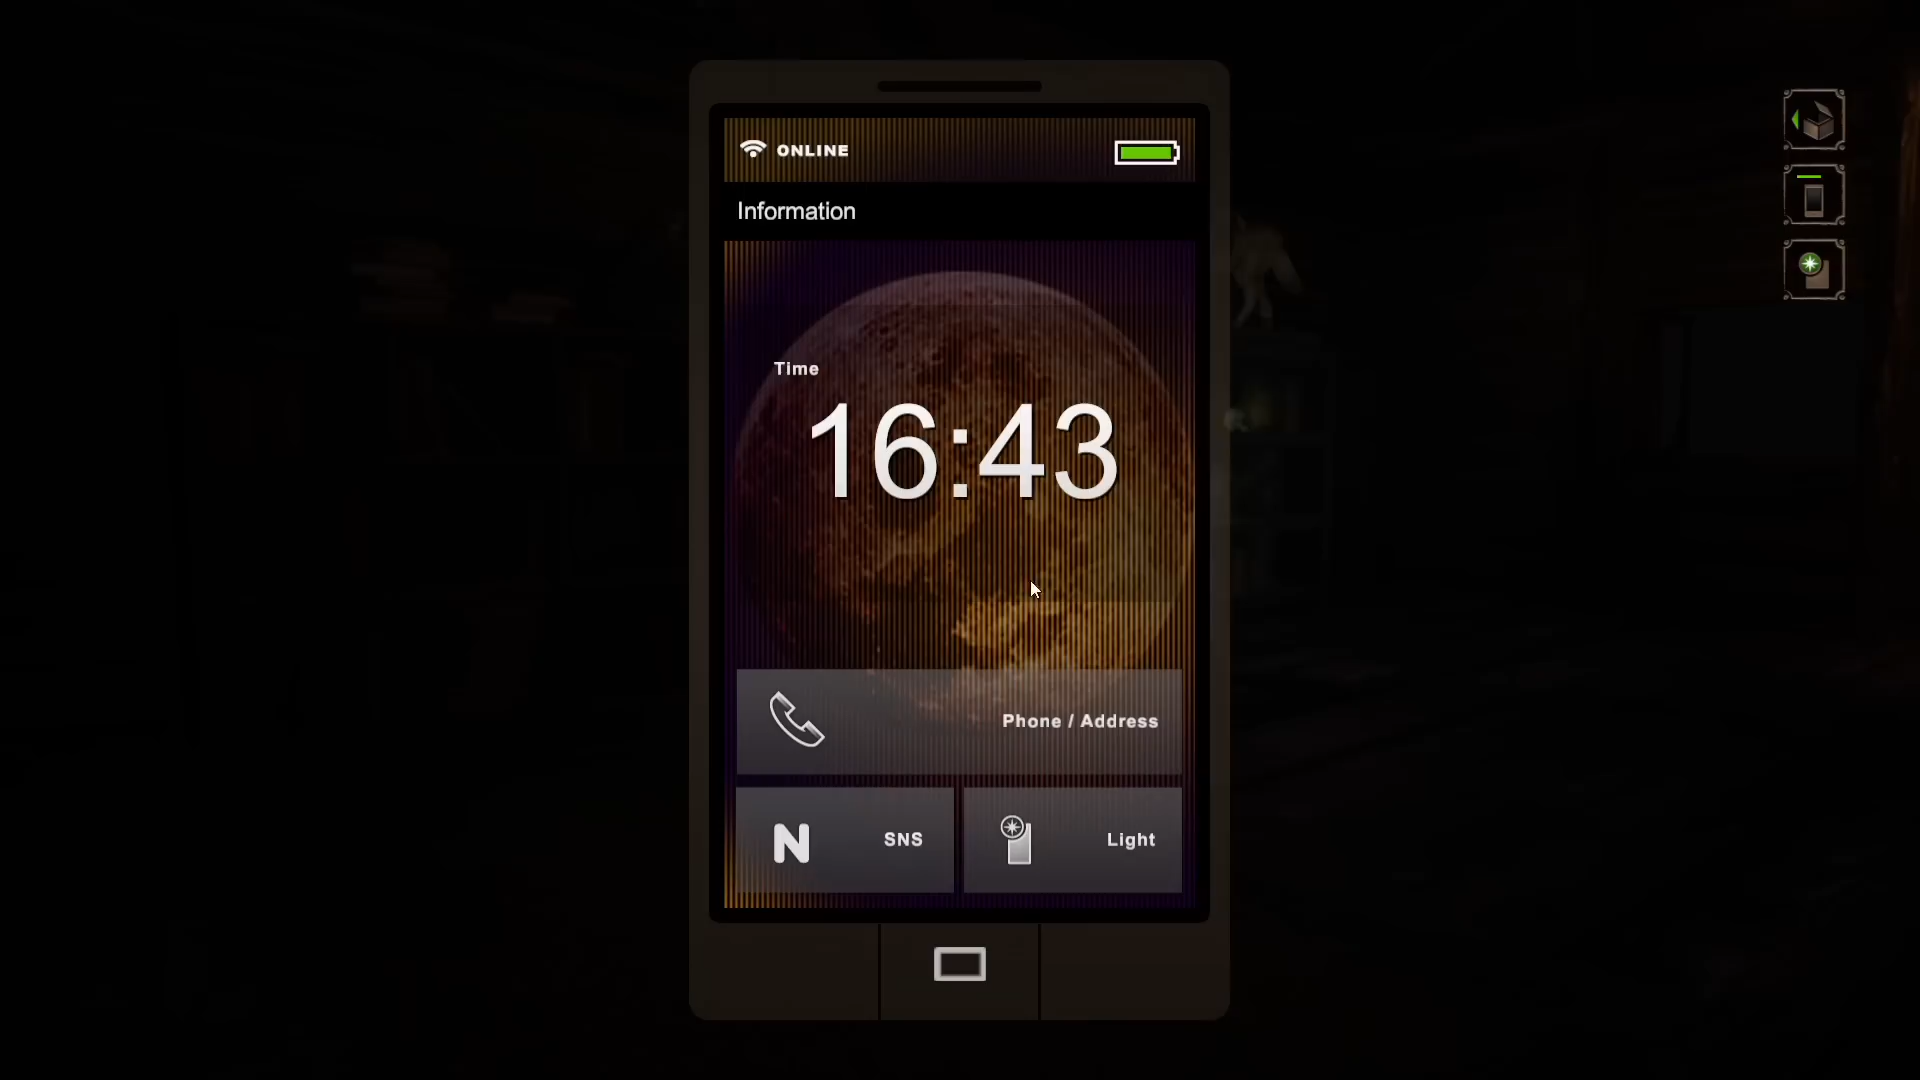 ONLINE
Information
Time
16:43
Phone / Address
N SNS
Light